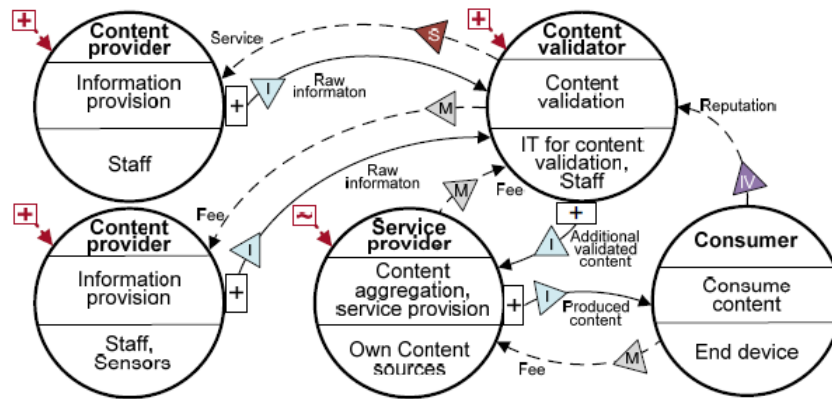 Content
provider
Information
provision
Staff
+
+
Service
S
I
Raw
informaton
M
Content
validator
Content
validation
IT for content
validation,
Staff
+
+
Reputation
IV
Content
provider
Information
provision
Staff,
Sensors
+
+
Fee
I
Raw
informaton
M
Fee
Service
provider
Content
aggregation,
service provision
Own Content
sources
~
+
I
Additional
validated
content
I
Produced
content
M
Fee
Consumer
Consume
content
End device